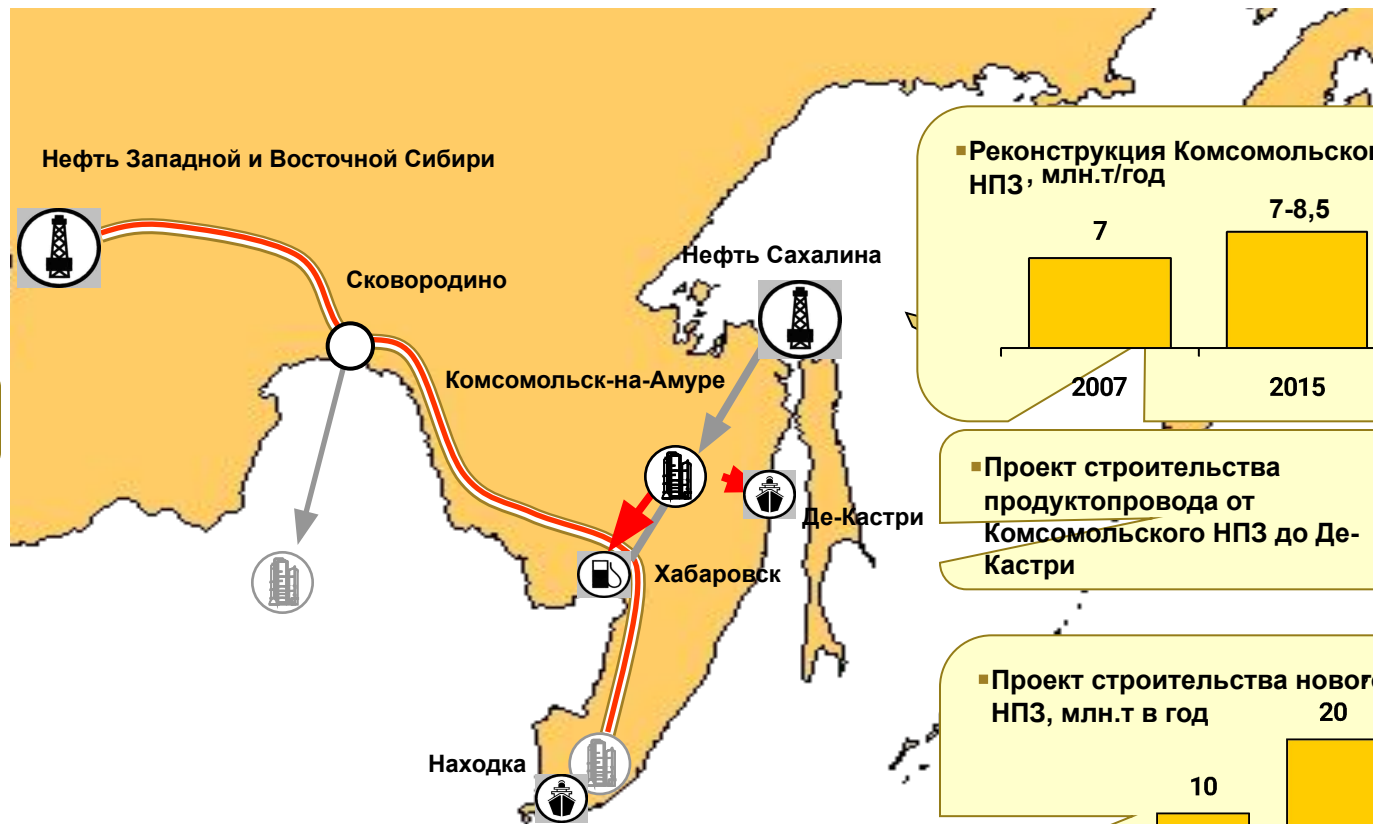 Нефть Западной и Восточной Сибири
Сковородино
Нефть Сахалина
Комсомольск-на-Амуре
Де-Кастри
Хабаровск
Находка
Реконструкция
НПЗ, млн.т/год
7
7-8,5
2007
2015
Проект строительства
продуктопровода от
Комсомольского НПЗ до Де-
Кастри
Проект строительства
НПЗ, млн.т в год
20
10